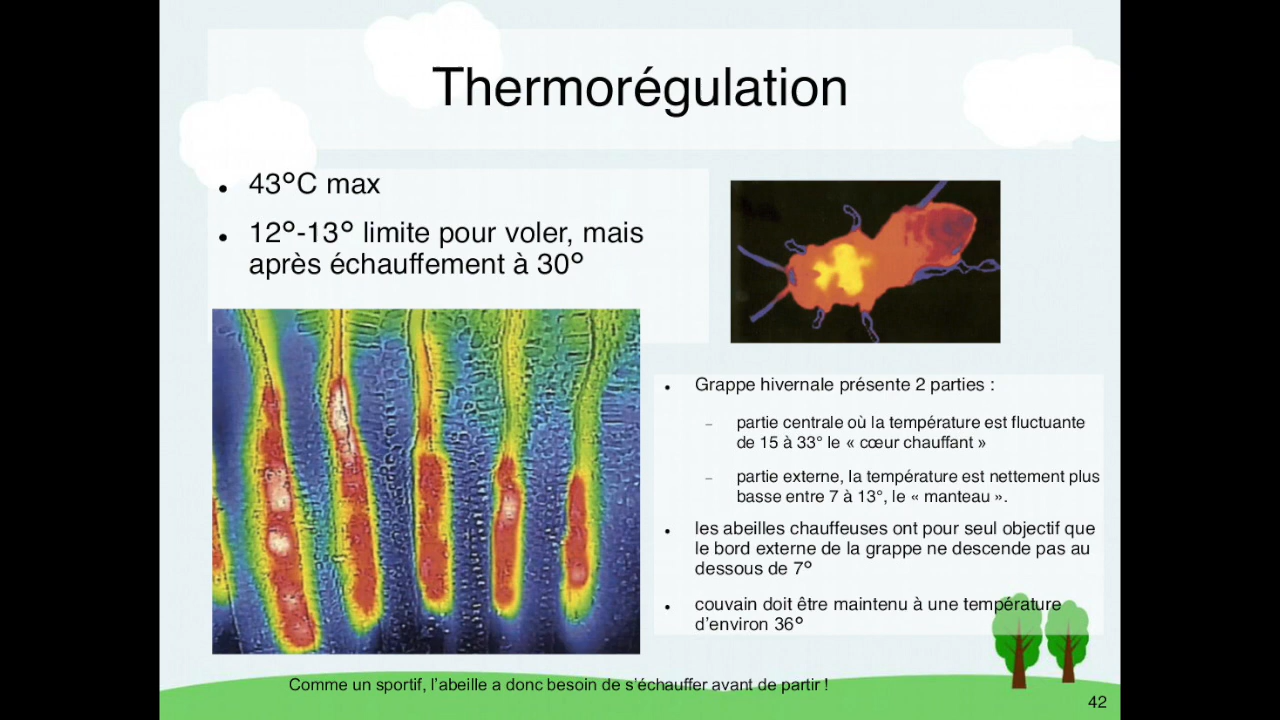 Thermorégulation
43°C max
12°-13° limite pour voler, mais
après échauffement à 30°
Grappe hivernale présente 2 parties :
partie centrale où la température est fluctuante
de 15 à 33° le « cœur chauffant »
partie externe, la température est nettement plus
basse entre 7 à 13°, le « manteau ».
les abeilles chauffeuses ont pour seul objectif que
le bord externe de la grappe ne descende pas au
dessous de 7°
couvain doit être maintenu à une température
d’environ 36°
Comme un sportif, l’abeille a donc besoin de s’échauffer avant de partir !
42